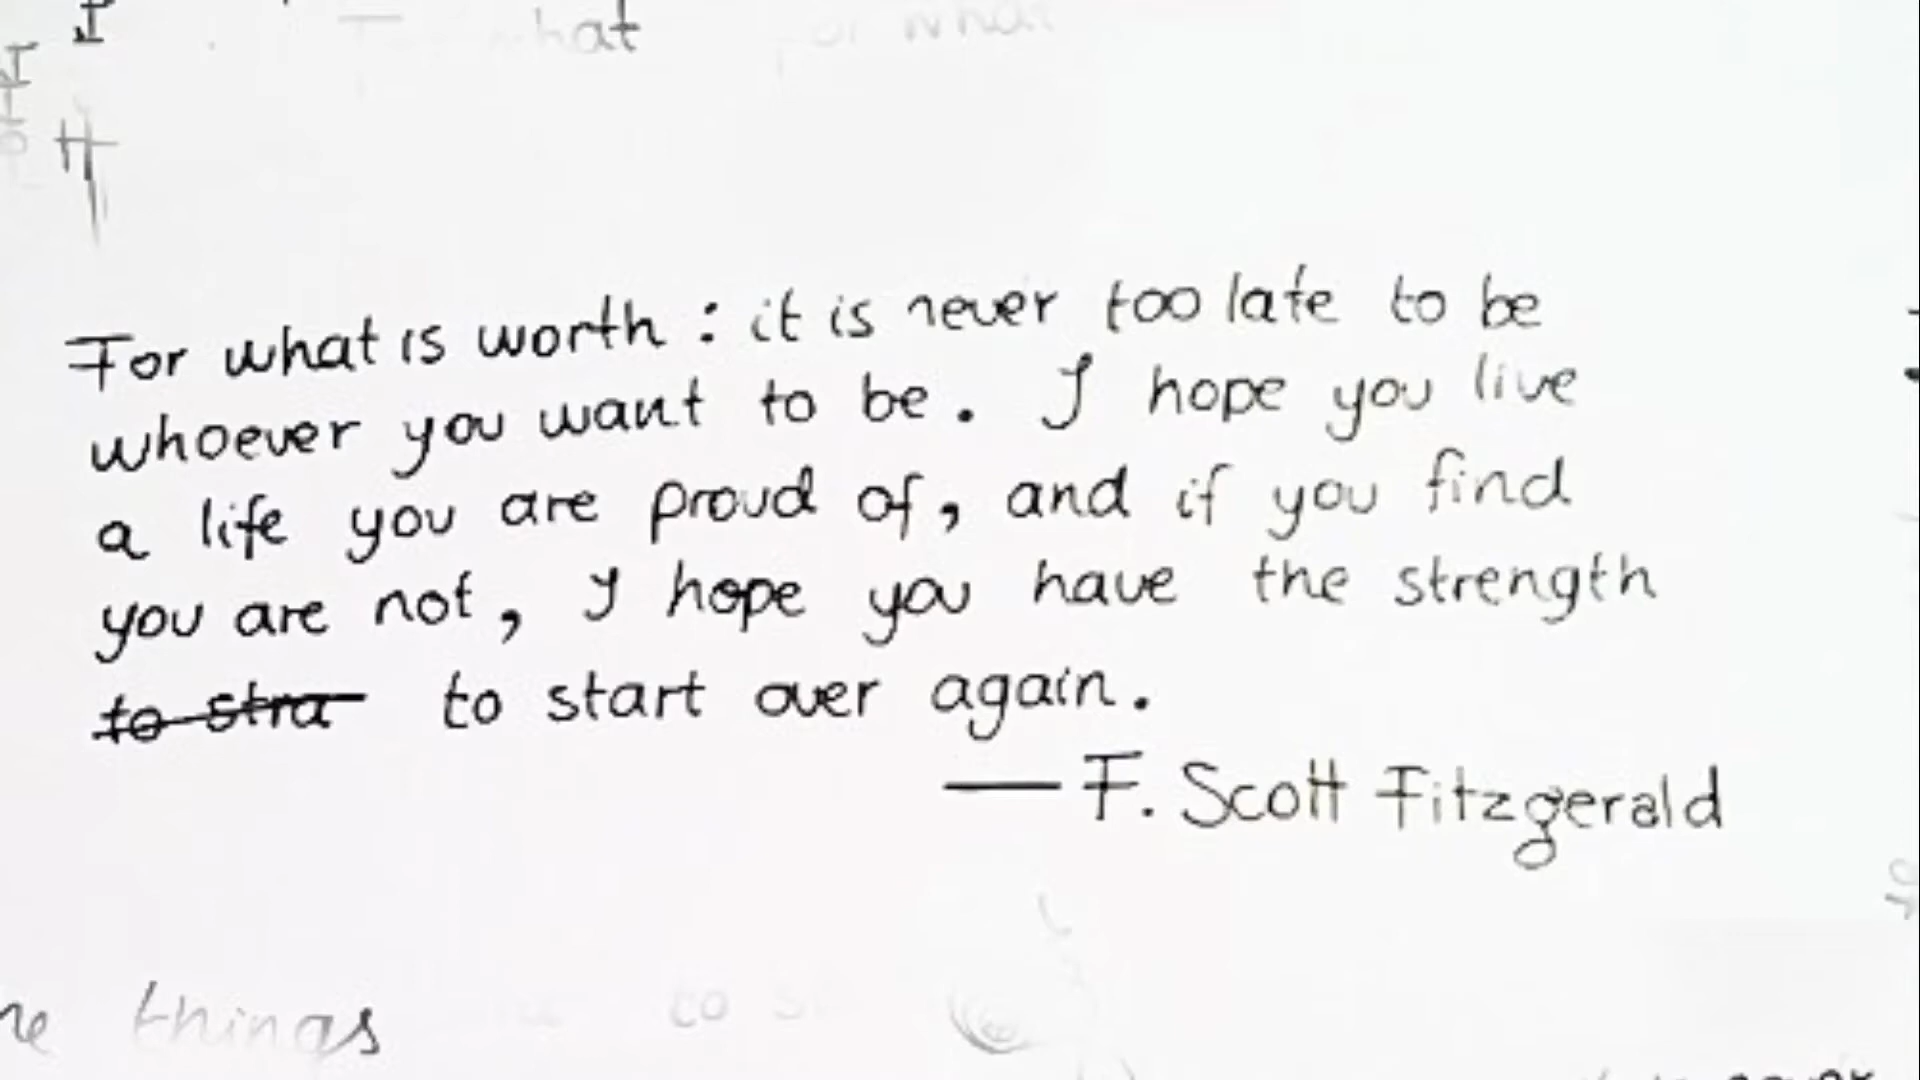 hat
For what is worth : it is never too late to be
whoever you want to be. I hope you live
a life you are proud of, and if you find
you are not, I hope you have the strength
to stra to start over again.
— F. Scott Fitzgerald
things